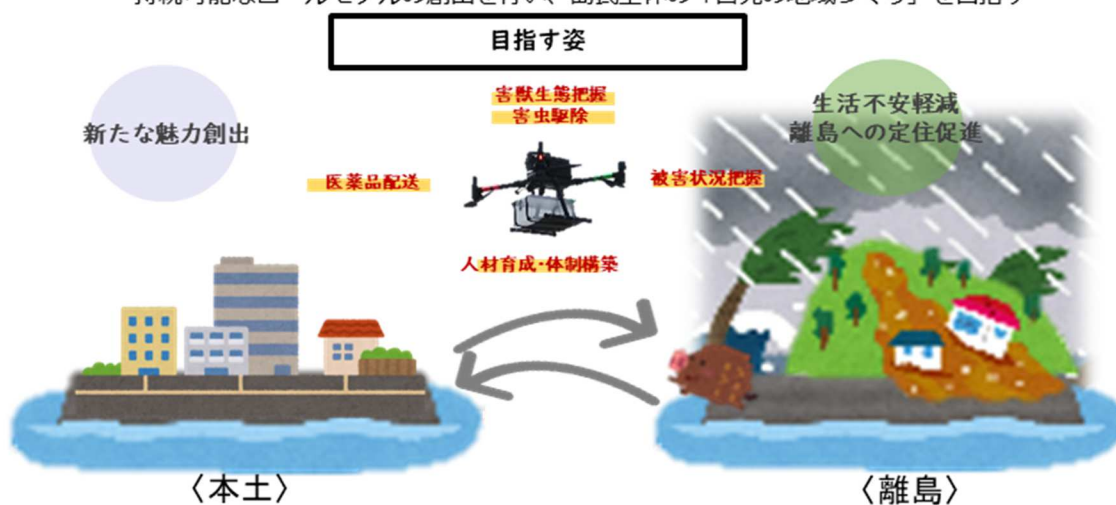 目指す姿
新たな魅力創出
害獣生態把握
害虫駆除
医薬品配送
被害状況把握
人材育成・体制構築
生活不安軽減
離島への定住促進
〈本土〉
〈離島〉